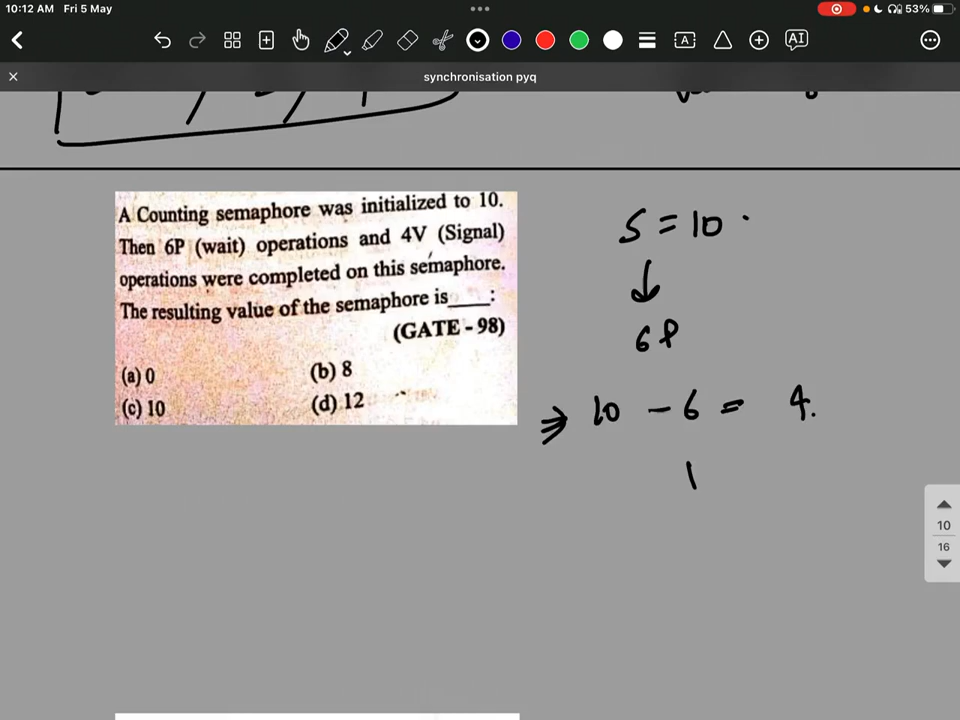 10:12 AM Fri 5 May
53%
AI
synchronisation pyq
A Counting semaphore was initialized to 10.
Then 6P (wait) operations and 4V (Signal)
operations were completed on this semaphore.
The resulting value of the semaphore is____:
(GATE - 98)
(a) 0
(b) 8
(c) 10
(d) 12
S = 10
6P
⇒ 10 - 6 = 4.
10
16